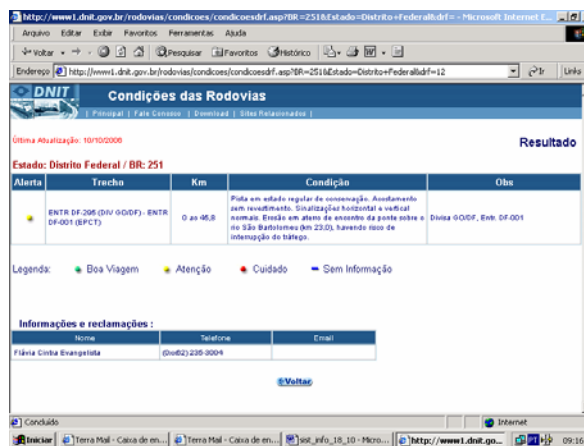 http://www1.dnit.gov.br/rodovias/condicoes/condicoesdrf.asp?BR=251&Estado=Distrito+Federal&drf= - Microsoft Internet E...
Arquivo Editar Exibir Favoritos Ferramentas Ajuda
Voltar Pesquisar Favoritos Histórico
Endereço http://www1.dnit.gov.br/rodovias/condicoes/condicoesdrf.asp?BR=251&Estado=Distrito+Federal&drf=12 Ir Links
DNIT Condições das Rodovias
| Principal | Fale Conosco | Download | Sites Relacionados |
Última Atualização: 10/10/2006
Resultado
Estado: Distrito Federal / BR: 251
Alerta Trecho Km Condição Obs
ENTR DF-295 (DIV GO/DF) - ENTR DF-001 (EPCT) 0 ao 45,8
Pista em estado regular de conservação. Acostamento
sem revestimento. Sinalizações horizontal e vertical
normais. Erosão em aterro de encontro da ponte sobre o
rio São Bartolomeu (km 23,0), havendo risco de
interrupção do tráfego.
Divisa GO/DF, Entr. DF-001
Legenda: Boa Viagem Atenção Cuidado Sem Informação
Informações e reclamações :
Nome Telefone Email
Flávia Cintra Evangelista (0xx62) 235-3004
Voltar
Concluído Internet
Iniciar Terra Mail - Caixa de en... Terra Mail - Caixa de en... sist_info_18_10 - Micro... http://www1.dnit.go... 09:16